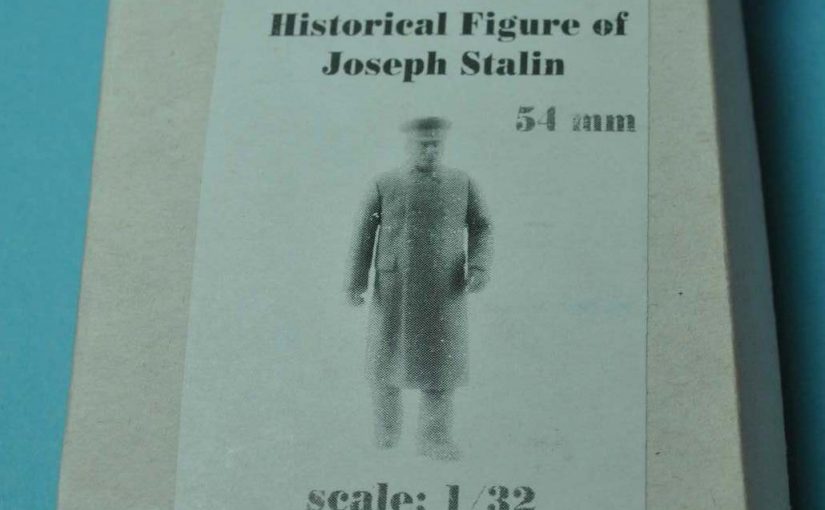 Historical Figure of
Joseph Stalin
54 mm
scale: 1/32